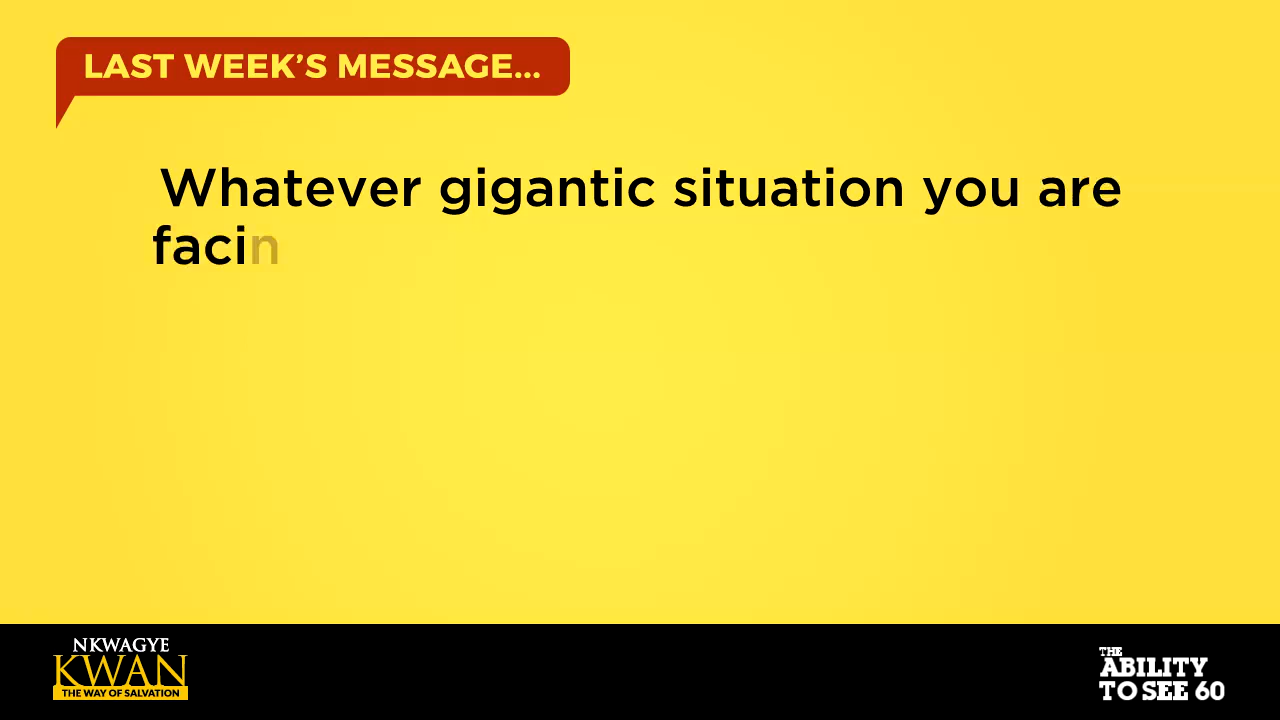 LAST WEEK’S MESSAGE...
Whatever gigantic situation you are
facin
NKWAGYE
KWAN
THE WAY OF SALVATION
THE
ABILITY
TO SEE 60